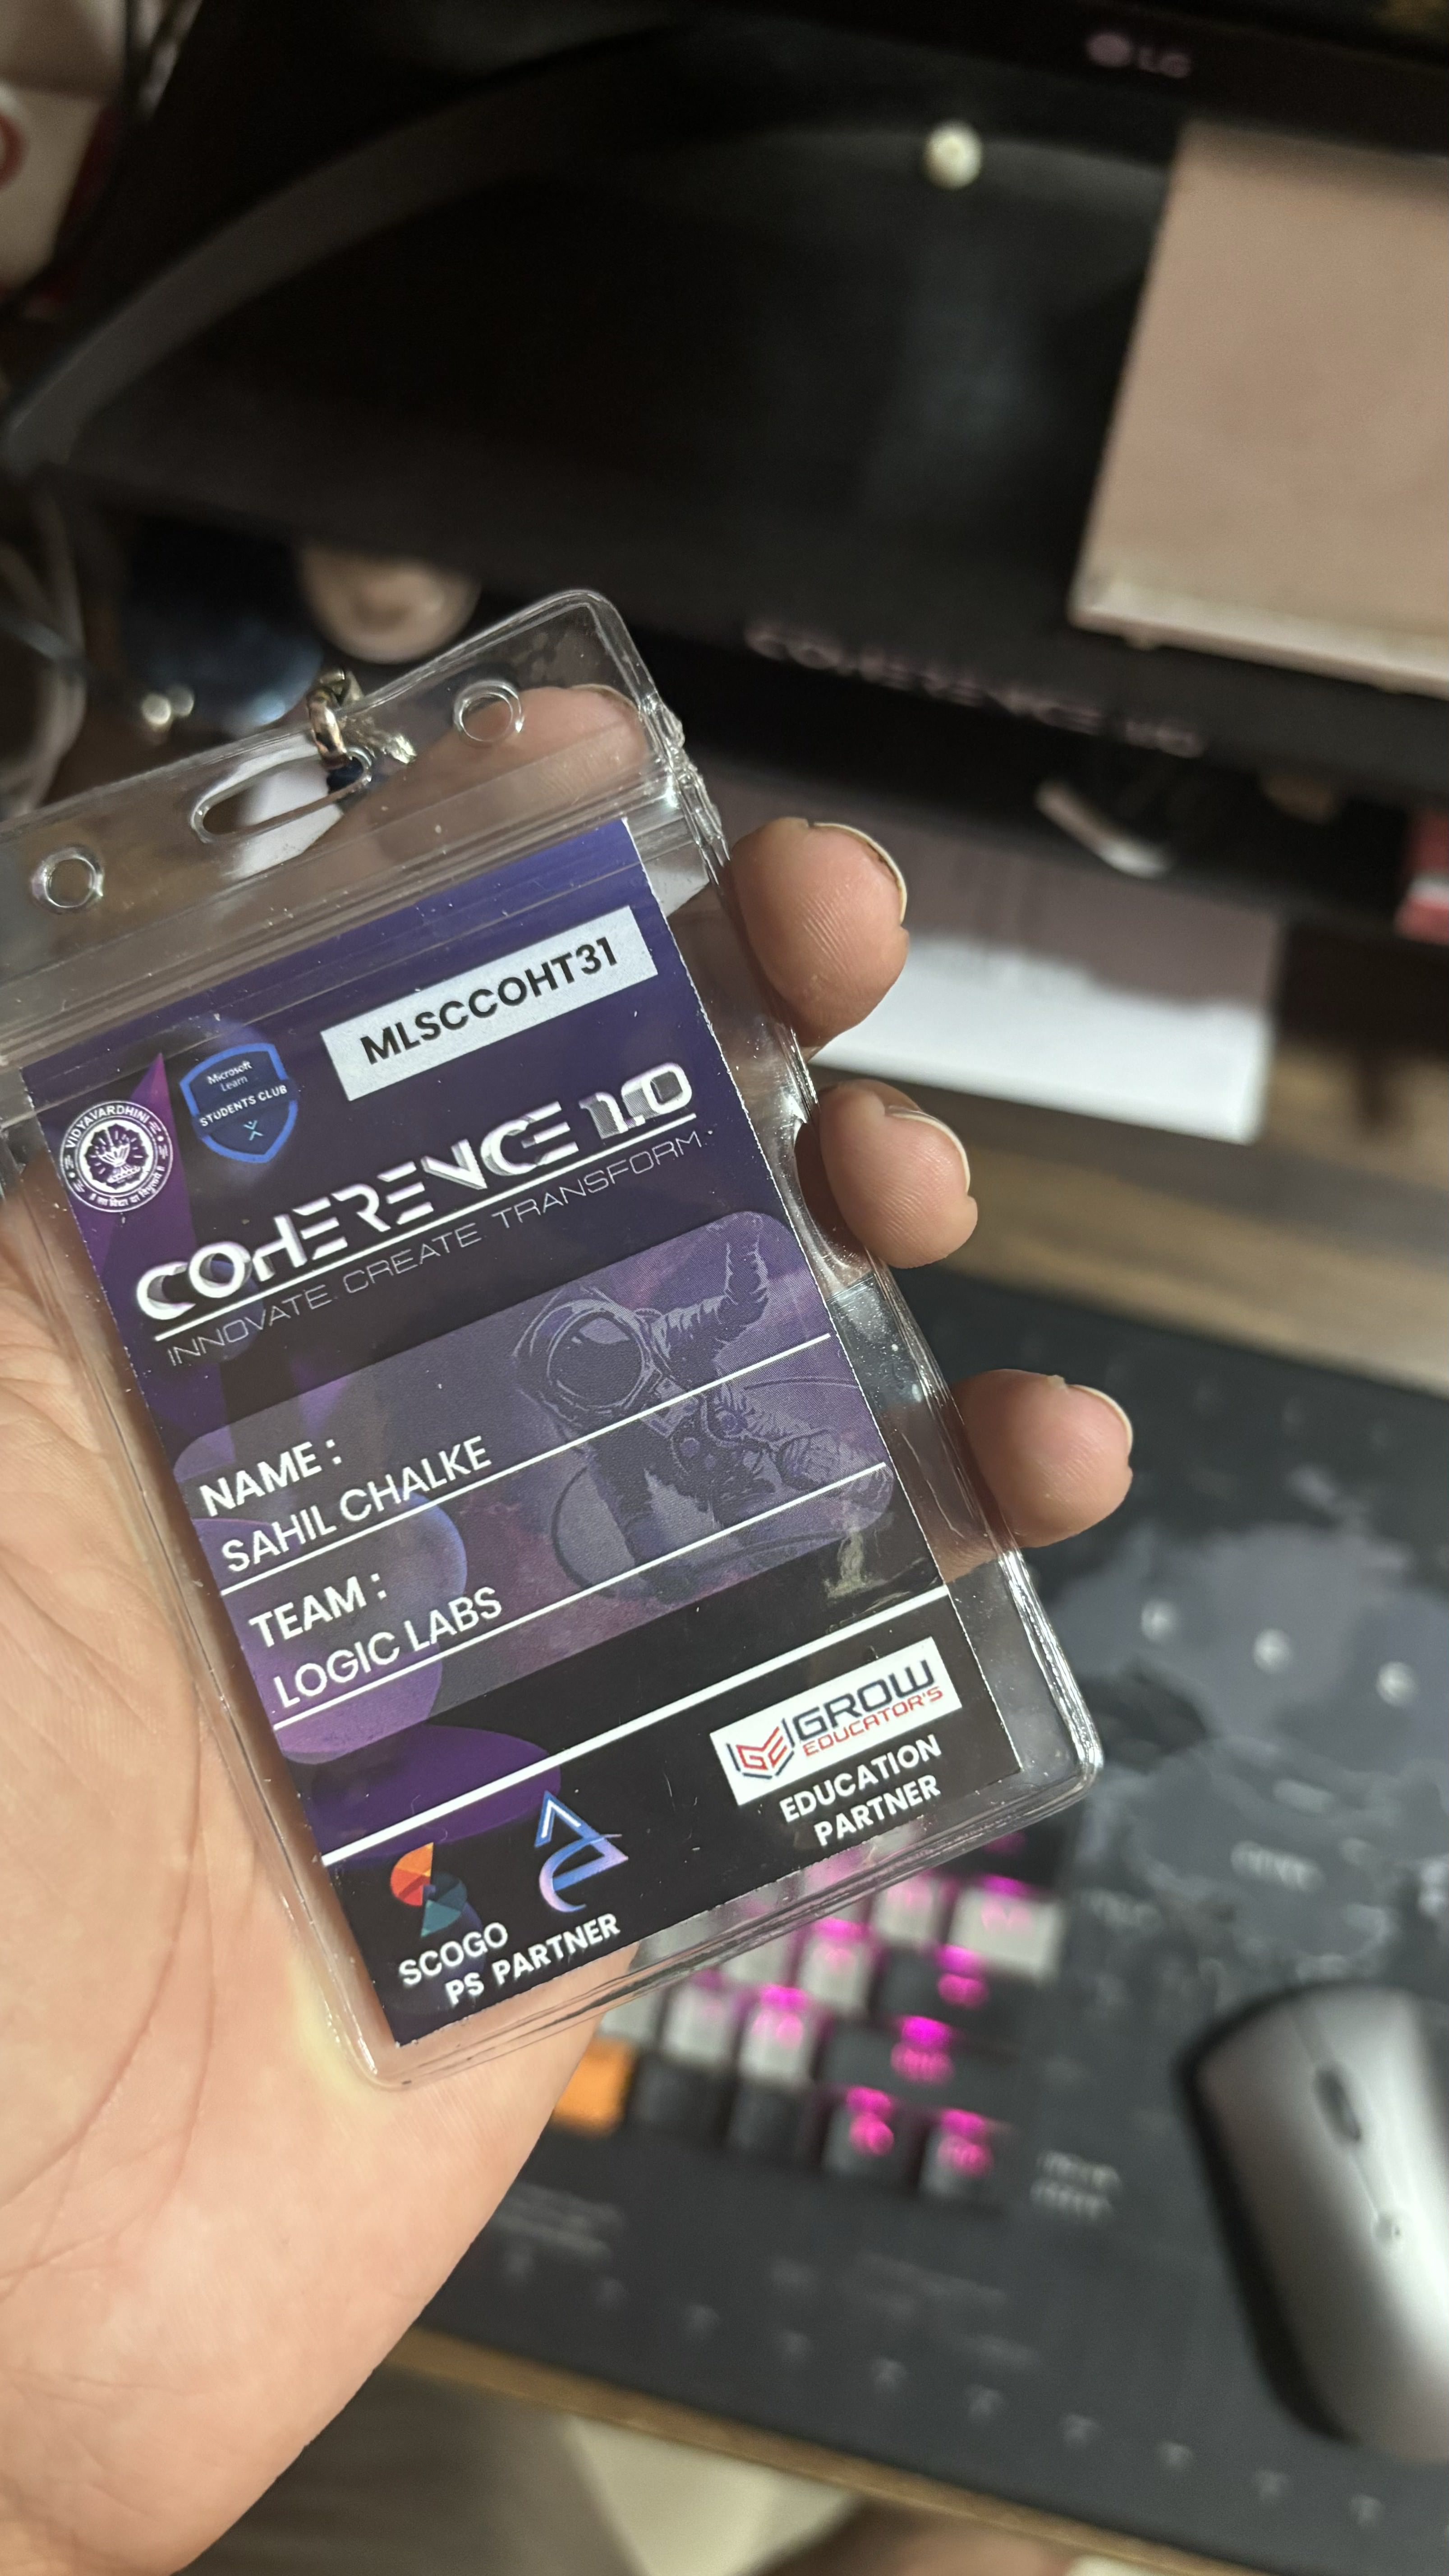 LG
MLSCCOHT31
VIDYAVARDHINI
Microsoft
Learn
STUDENTS CLUB
COHERENCE 1.0
INNOVATE. CREATE. TRANSFORM.
NAME :
SAHIL CHALKE
TEAM :
LOGIC LABS
GROW
EDUCATOR'S
EDUCATION
PARTNER
SCOGO
PS PARTNER